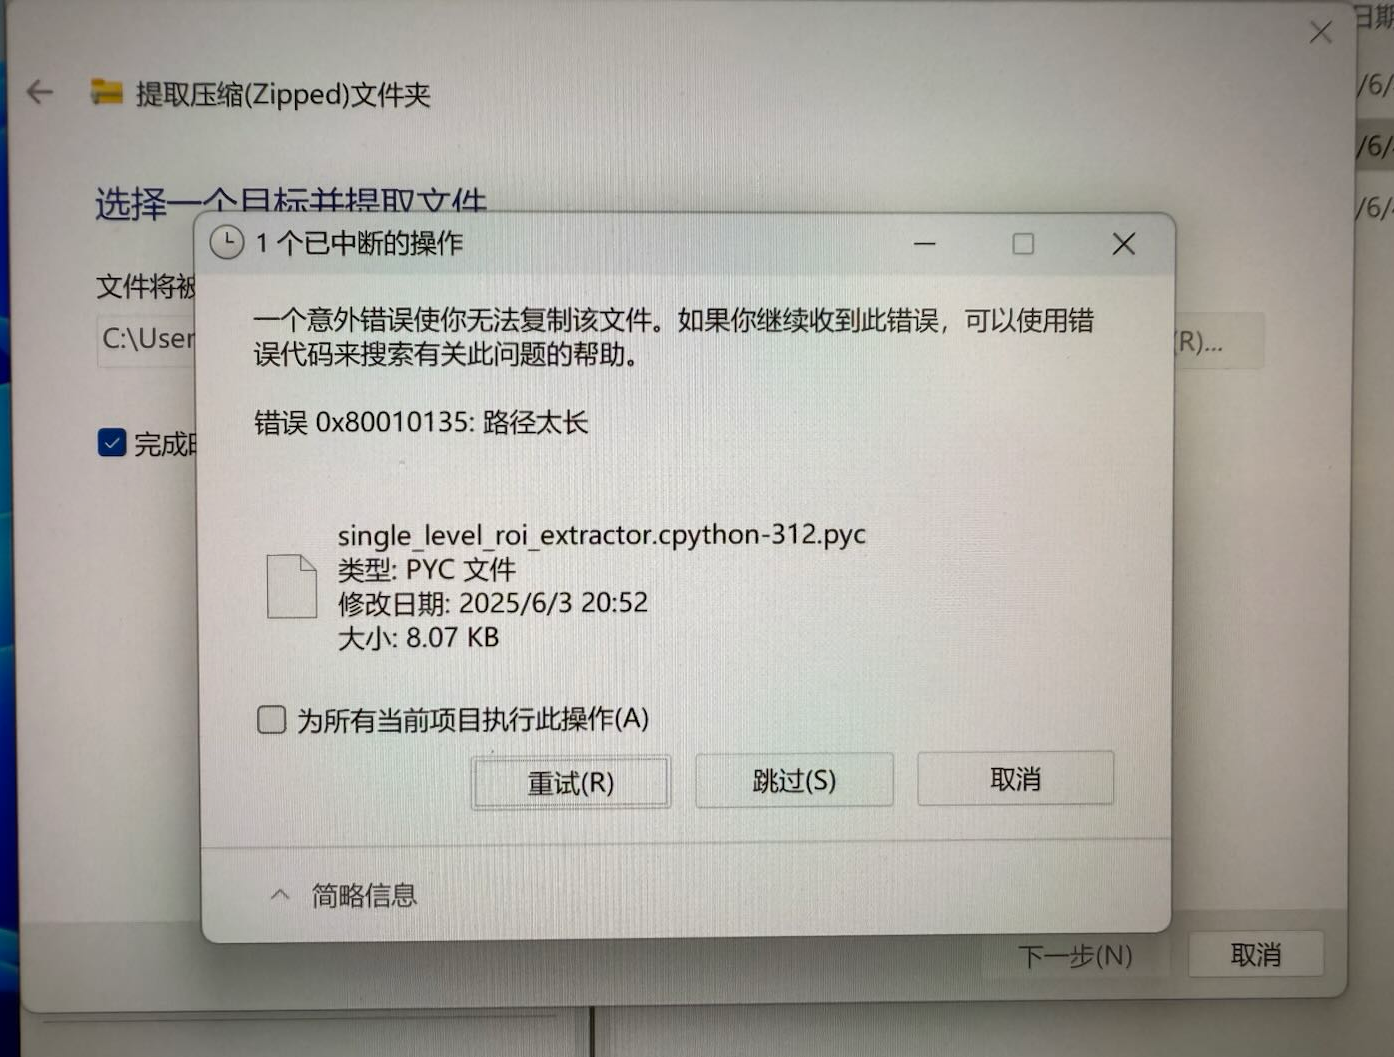 日期
提取压缩(Zipped)文件夹
/6/
/6/
选择一个目标并提取文件
/6/
1 个已中断的操作
文件将被
一个意外错误使你无法复制该文件。如果你继续收到此错误，可以使用错
误代码来搜索有关此问题的帮助。
C:\User
(R)...
错误 0x80010135: 路径太长
完成时
single_level_roi_extractor.cpython-312.pyc
类型: PYC 文件
修改日期: 2025/6/3 20:52
大小: 8.07 KB
为所有当前项目执行此操作(A)
重试(R)
跳过(S)
取消
简略信息
下一步(N)
取消